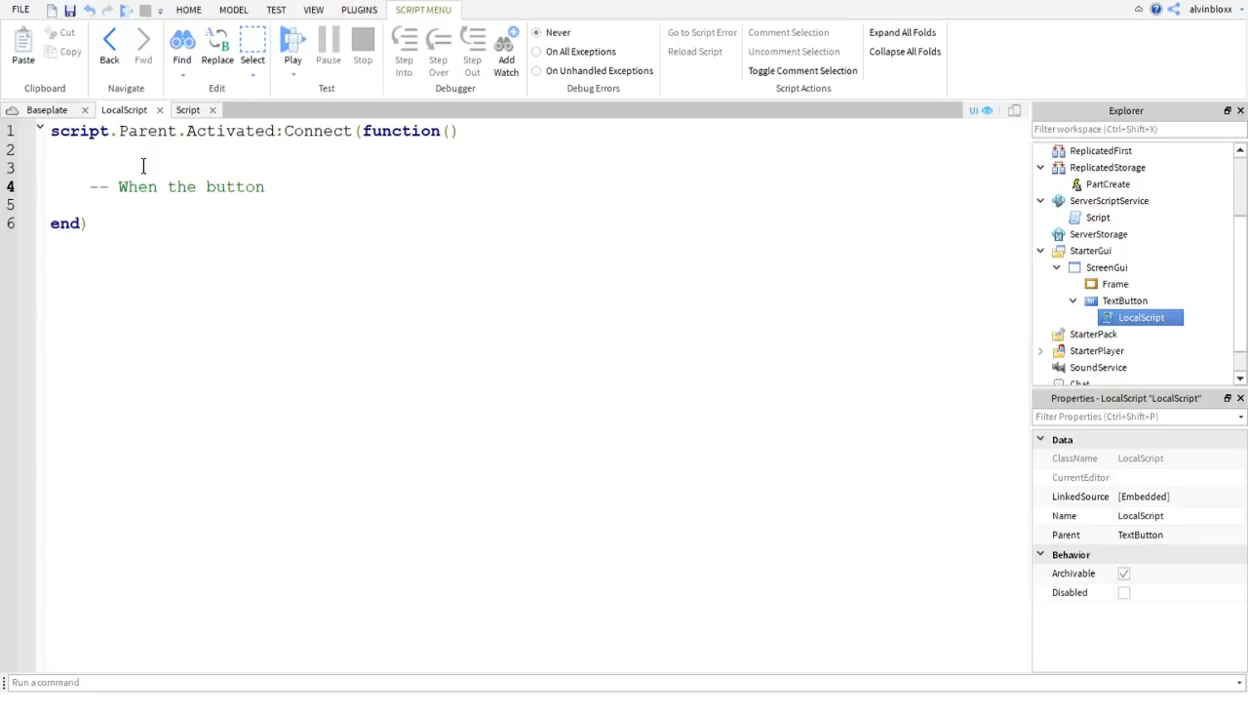 FILE HOME MODEL TEST VIEW PLUGINS SCRIPT MENU alvinbloxx
Paste Cut Copy
Clipboard
Back Fwd
Navigate
Find Replace Select
Edit
Play Pause Stop
Test
Step Into Step Over Step Out Add Watch
Debugger
Never
On All Exceptions
On Unhandled Exceptions
Debug Errors
Go to Script Error
Reload Script
Comment Selection
Uncomment Selection
Toggle Comment Selection
Script Actions
Expand All Folds
Collapse All Folds
Baseplate LocalScript Script UI
1 script.Parent.Activated:Connect(function()
2
3
4 -- When the button
5
6 end)
Explorer
Filter workspace (Ctrl+Shift+X)
ReplicatedFirst
ReplicatedStorage
PartCreate
ServerScriptService
Script
ServerStorage
StarterGui
ScreenGui
Frame
TextButton
LocalScript
StarterPack
StarterPlayer
SoundService
Chat
Properties - LocalScript "LocalScript"
Filter Properties (Ctrl+Shift+P)
Data
ClassName LocalScript
CurrentEditor
LinkedSource [Embedded]
Name LocalScript
Parent TextButton
Behavior
Archivable
Disabled
Run a command